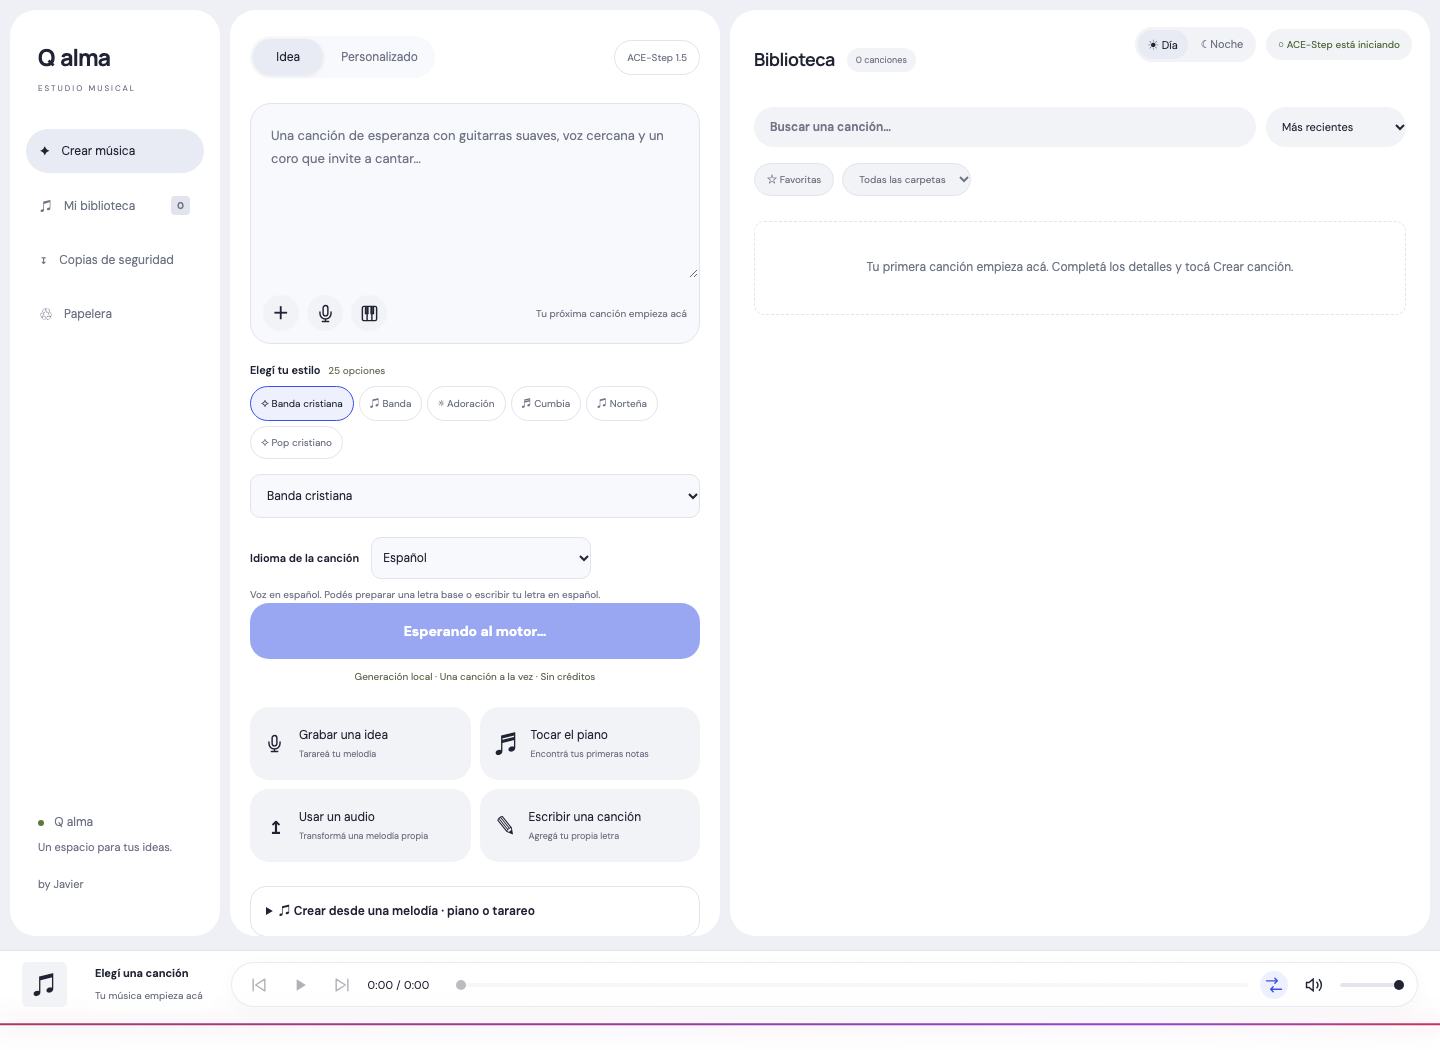 Q alma
ESTUDIO MUSICAL
Crear música
Mi biblioteca
0
Copias de seguridad
Papelera
Q alma
Un espacio para tus ideas.
by Javier
Idea
Personalizado
ACE-Step 1.5
Una canción de esperanza con guitarras suaves, voz cercana y un
coro que invite a cantar...
Tu próxima canción empieza acá
Elegí tu estilo 25 opciones
Banda cristiana
Banda
Adoración
Cumbia
Norteña
Pop cristiano
Banda cristiana
Idioma de la canción
Español
Voz en español. Podés preparar una letra base o escribir tu letra en español.
Esperando al motor...
Generación local · Una canción a la vez · Sin créditos
Grabar una idea
Tarareá tu melodía
Tocar el piano
Encontrá tus primeras notas
Usar un audio
Transformá una melodía propia
Escribir una canción
Agregá tu propia letra
Crear desde una melodía · piano o tarareo
Biblioteca
0 canciones
Día
Noche
ACE-Step está iniciando
Buscar una canción...
Más recientes
Favoritas
Todas las carpetas
Tu primera canción empieza acá. Completá los detalles y tocá Crear canción.
Elegí una canción
Tu música empieza acá
0:00 / 0:00